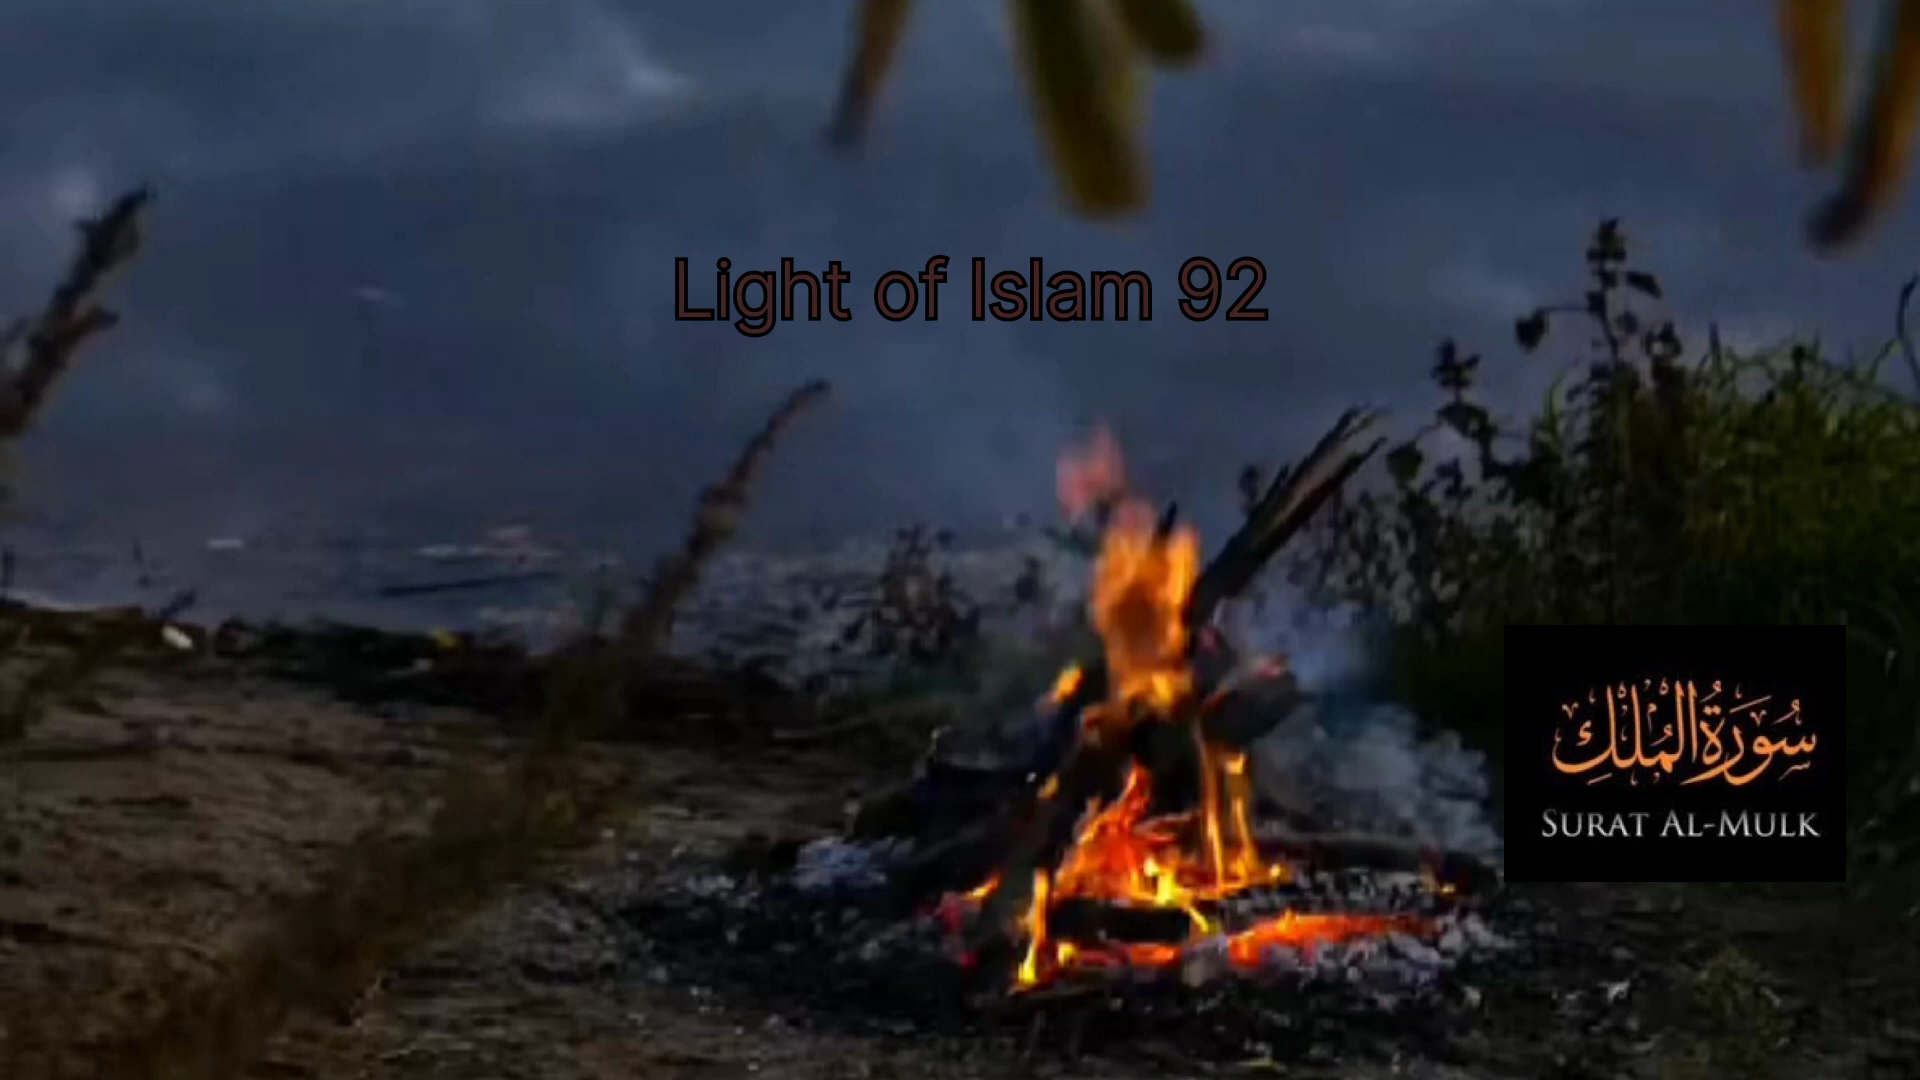 Light of Islam 92
سُورَةُ المُلْكِ
SURAT AL-MULK